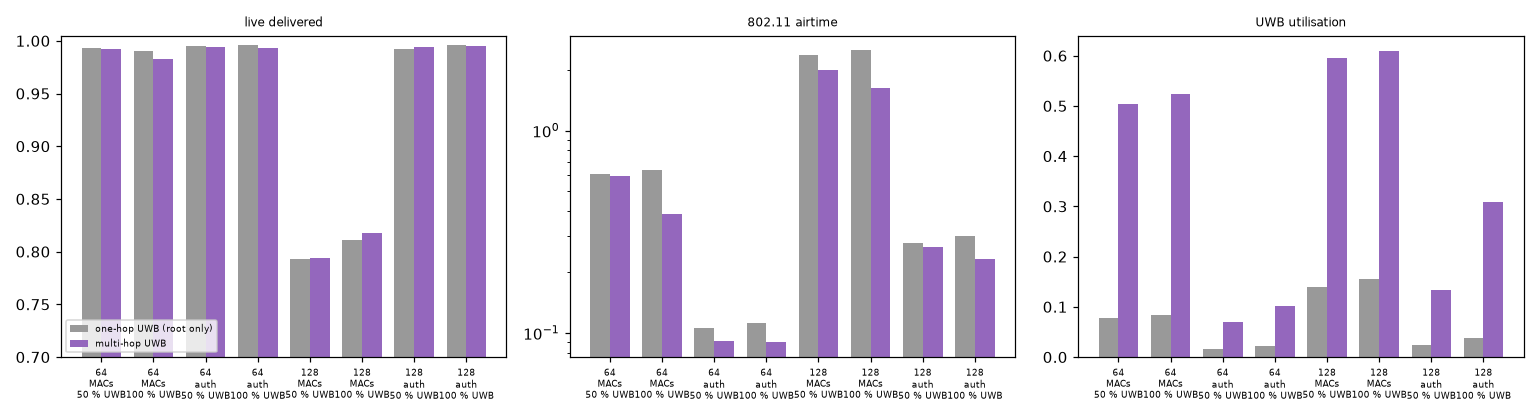 live delivered
1.00
0.95
0.90
0.85
0.80
0.75
0.70
one-hop UWB (root only)
multi-hop UWB
64 64 64 64 128 128 128 128
MACs MACs auth auth MACs MACs auth auth
50 % UWB 100 % UWB 50 % UWB 100 % UWB 50 % UWB 100 % UWB 50 % UWB 100 % UWB
802.11 airtime
10⁰
10⁻¹
64 64 64 64 128 128 128 128
MACs MACs auth auth MACs MACs auth auth
50 % UWB 100 % UWB 50 % UWB 100 % UWB 50 % UWB 100 % UWB 50 % UWB 100 % UWB
UWB utilisation
0.6
0.5
0.4
0.3
0.2
0.1
0.0
64 64 64 64 128 128 128 128
MACs MACs auth auth MACs MACs auth auth
50 % UWB 100 % UWB 50 % UWB 100 % UWB 50 % UWB 100 % UWB 50 % UWB 100 % UWB